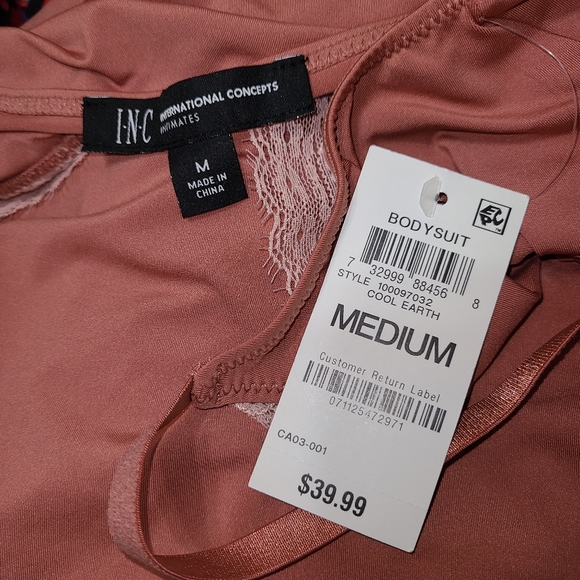 I·N·C INTERNATIONAL CONCEPTS
INTIMATES
M
MADE IN
CHINA
BODYSUIT
7 32999 88456 8
STYLE 100097032
COOL EARTH
MEDIUM
Customer Return Label
071125472971
CA03-001
$39.99